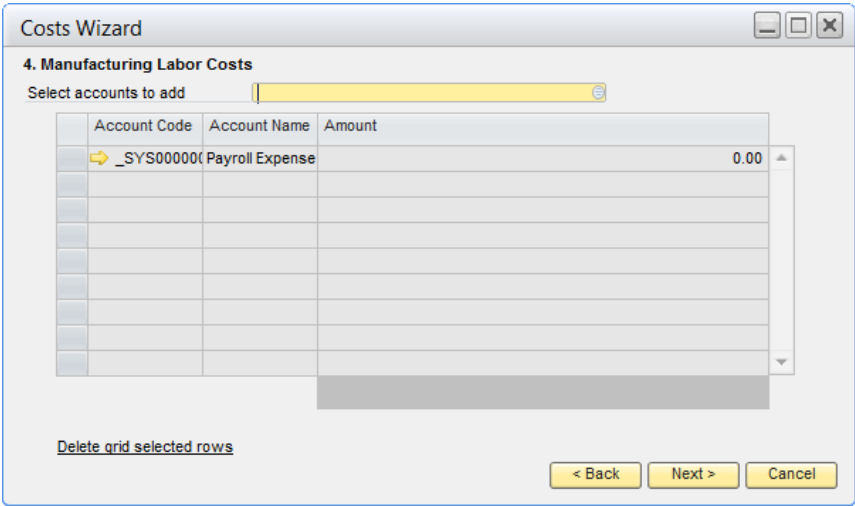 Costs Wizard
4. Manufacturing Labor Costs
Select accounts to add
Account Code Account Name Amount
_SYS000000 Payroll Expense 0.00
Delete grid selected rows
< Back Next > Cancel